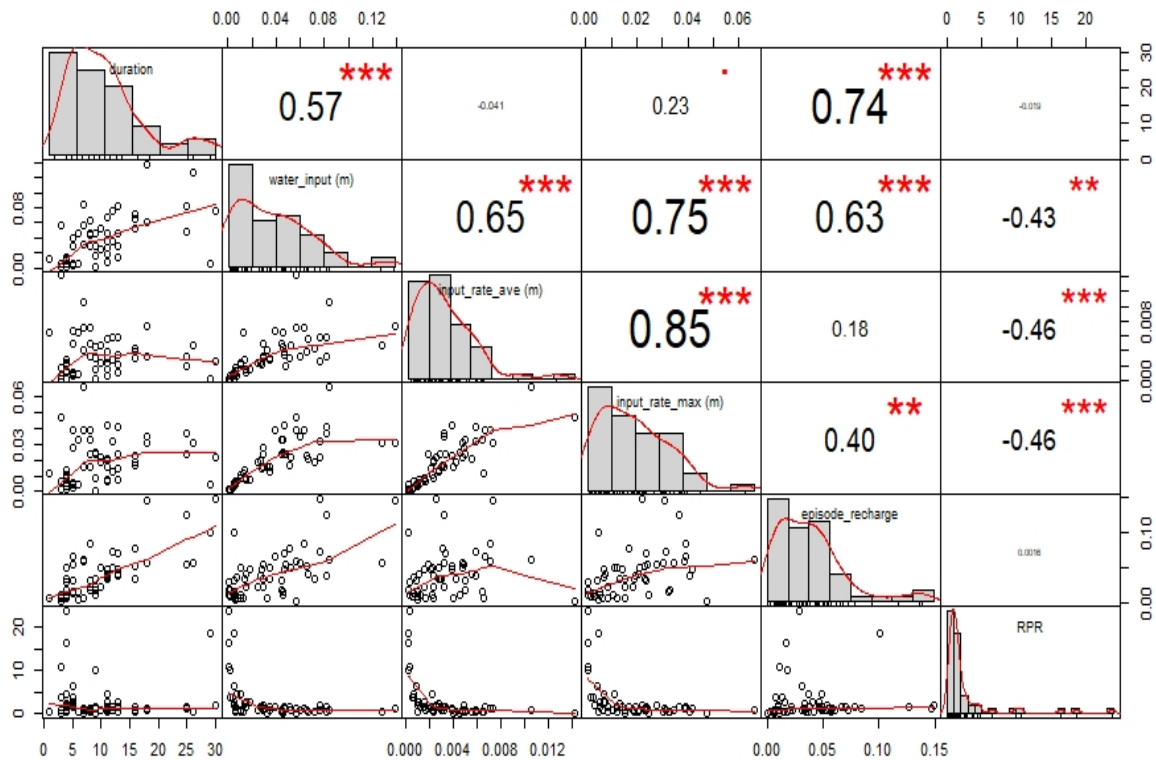 0.00 0.04 0.08 0.12 0.00 0.02 0.04 0.06 0 5 10 20
duration *** . ***
0.57 -0.041 0.23 0.74 -0.019
0 10 20 30
water_input (m) *** *** *** **
0.65 0.75 0.63 -0.43
0.00 0.08
input_rate_ave (m) *** ***
0.85 0.18 -0.46
0.000 0.008
input_rate_max (m) ** ***
0.40 -0.46
0.00 0.03 0.06
episode_recharge
0.0016
0.00 0.10
RPR
0 10 20
0 5 10 15 20 25 30 0.000 0.004 0.008 0.012 0.00 0.05 0.10 0.15